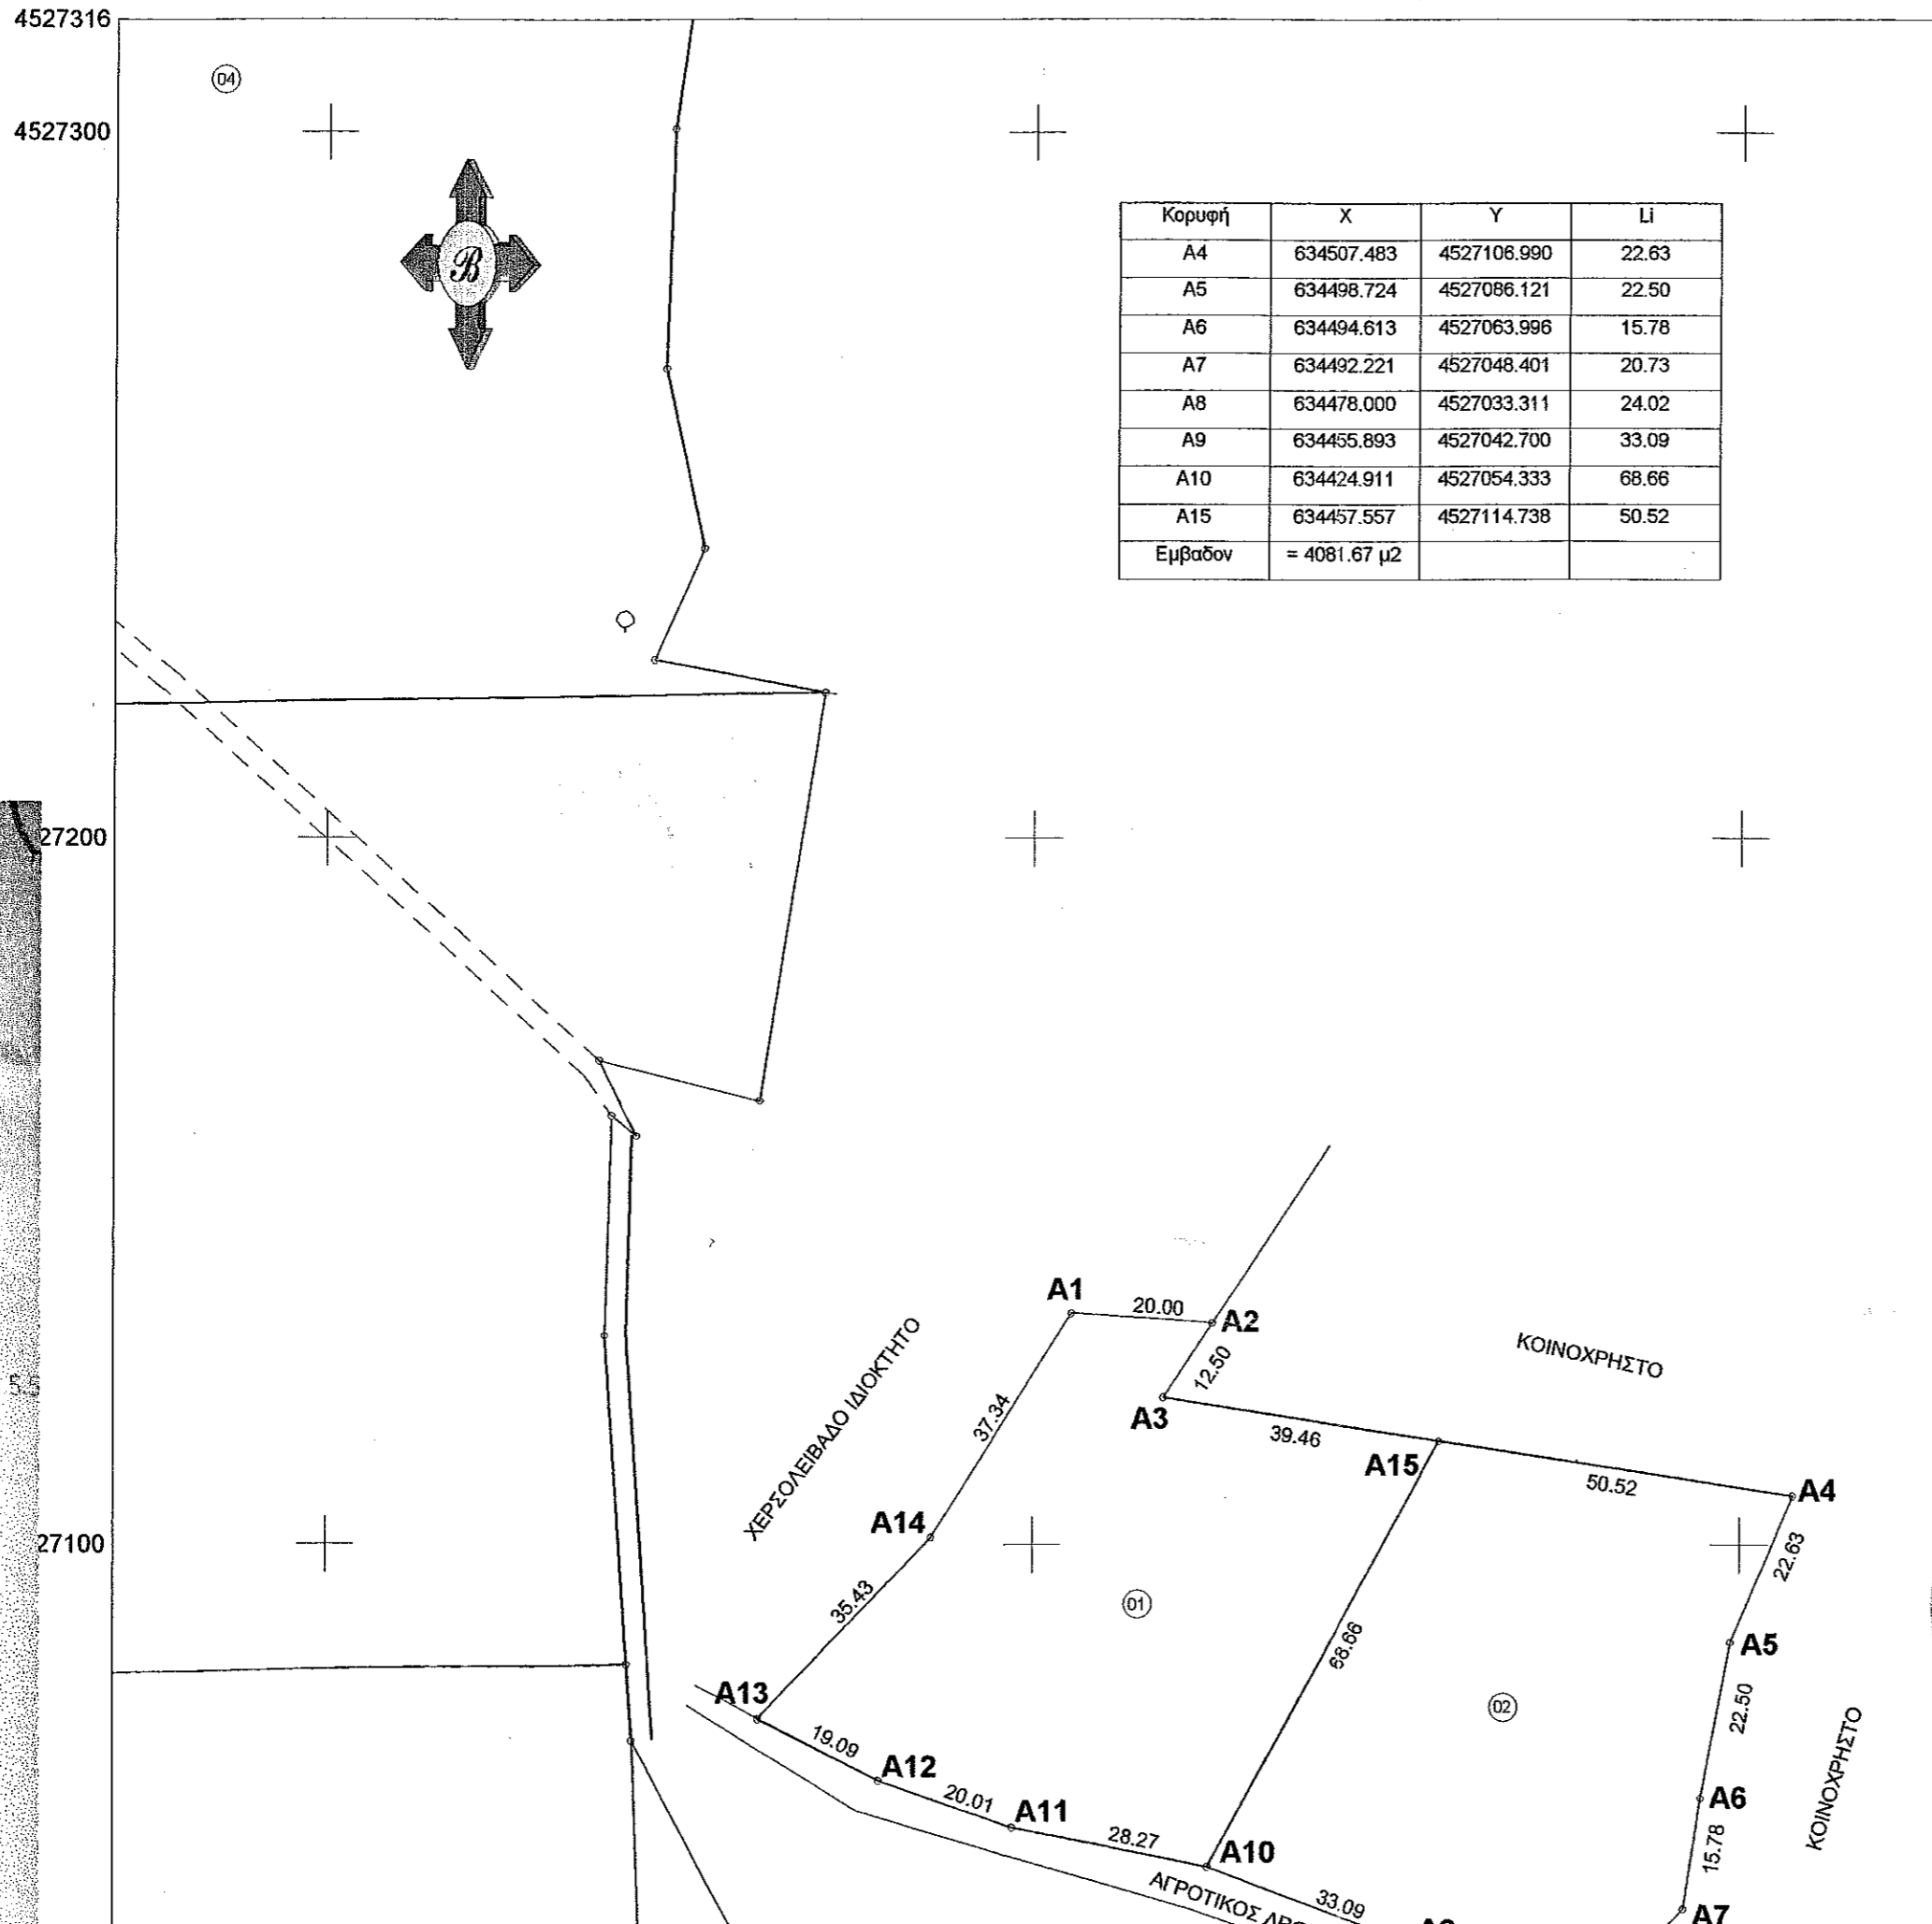 4527316
04
4527300
B
Κορυφή X Y Li
A4 634507.483 4527106.990 22.63
A5 634498.724 4527086.121 22.50
A6 634494.613 4527063.996 15.78
A7 634492.221 4527048.401 20.73
A8 634478.000 4527033.311 24.02
A9 634455.893 4527042.700 33.09
A10 634424.911 4527054.333 68.66
A15 634457.557 4527114.738 50.52
Εμβαδον = 4081.67 μ2
27200
A1
20.00
A2
12.50
A3
ΚΟΙΝΟΧΡΗΣΤΟ
ΧΕΡΣΟΛΕΙΒΑΔΟ ΙΔΙΟΚΤΗΤΟ
37.34
39.46
A15
50.52
A4
A14
27100
22.63
35.43
01
68.66
A5
A13
02
22.50
19.09
A12
20.01
A11
A6
ΚΟΙΝΟΧΡΗΣΤΟ
28.27
A10
15.78
ΑΓΡΟΤΙΚΟΣ
33.09
A7